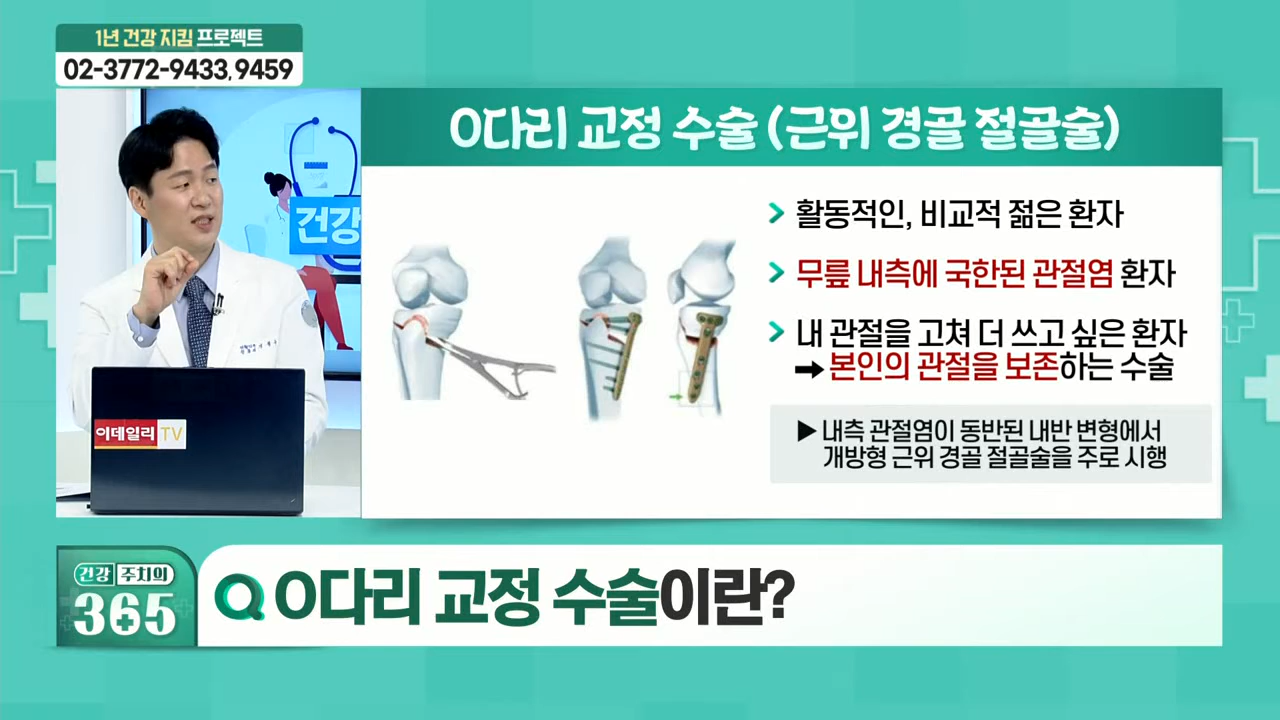 1년 건강 지킴 프로젝트
02-3772-9433, 9459
건강
이데일리 TV
O다리 교정 수술 (근위 경골 절골술)
활동적인, 비교적 젊은 환자
무릎 내측에 국한된 관절염 환자
내 관절을 고쳐 더 쓰고 싶은 환자
➞ 본인의 관절을 보존하는 수술
▶ 내측 관절염이 동반된 내반 변형에서
개방형 근위 경골 절골술을 주로 시행
건강 주치의
365
Q O다리 교정 수술이란?